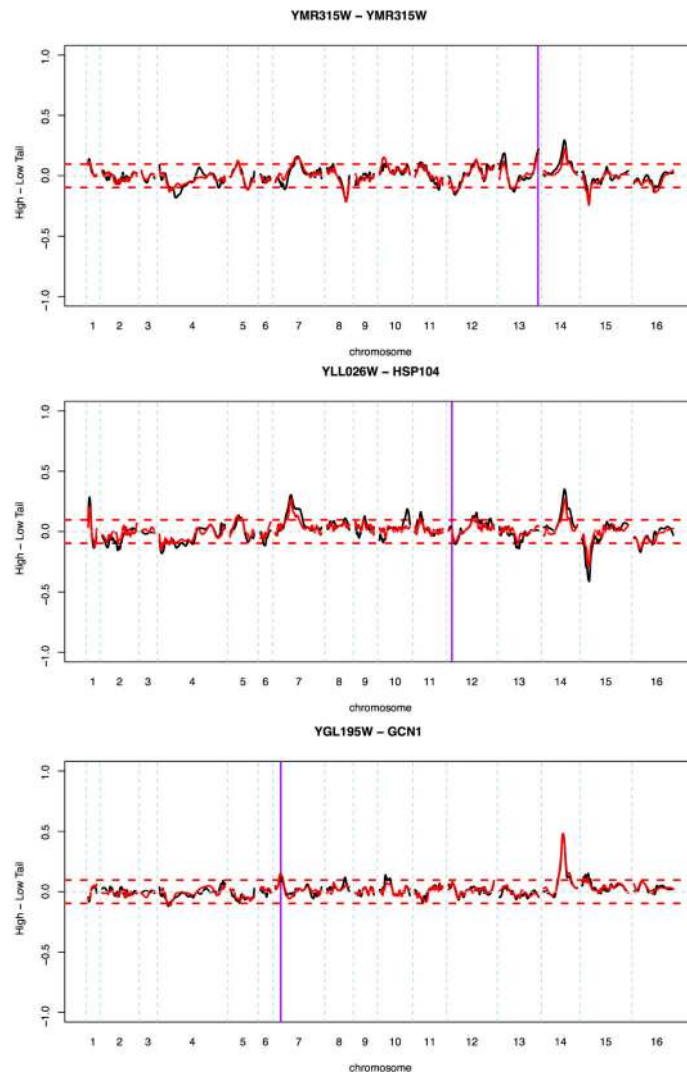 YMR315W – YMR315W
1.0
0.5
0.0
−0.5
−1.0
High − Low Tail
1 2 3 4 5 6 7 8 9 10 11 12 13 14 15 16
chromosome
YLL026W – HSP104
1.0
0.5
0.0
−0.5
−1.0
High − Low Tail
1 2 3 4 5 6 7 8 9 10 11 12 13 14 15 16
chromosome
YGL195W – GCN1
1.0
0.5
0.0
−0.5
−1.0
High − Low Tail
1 2 3 4 5 6 7 8 9 10 11 12 13 14 15 16
chromosome